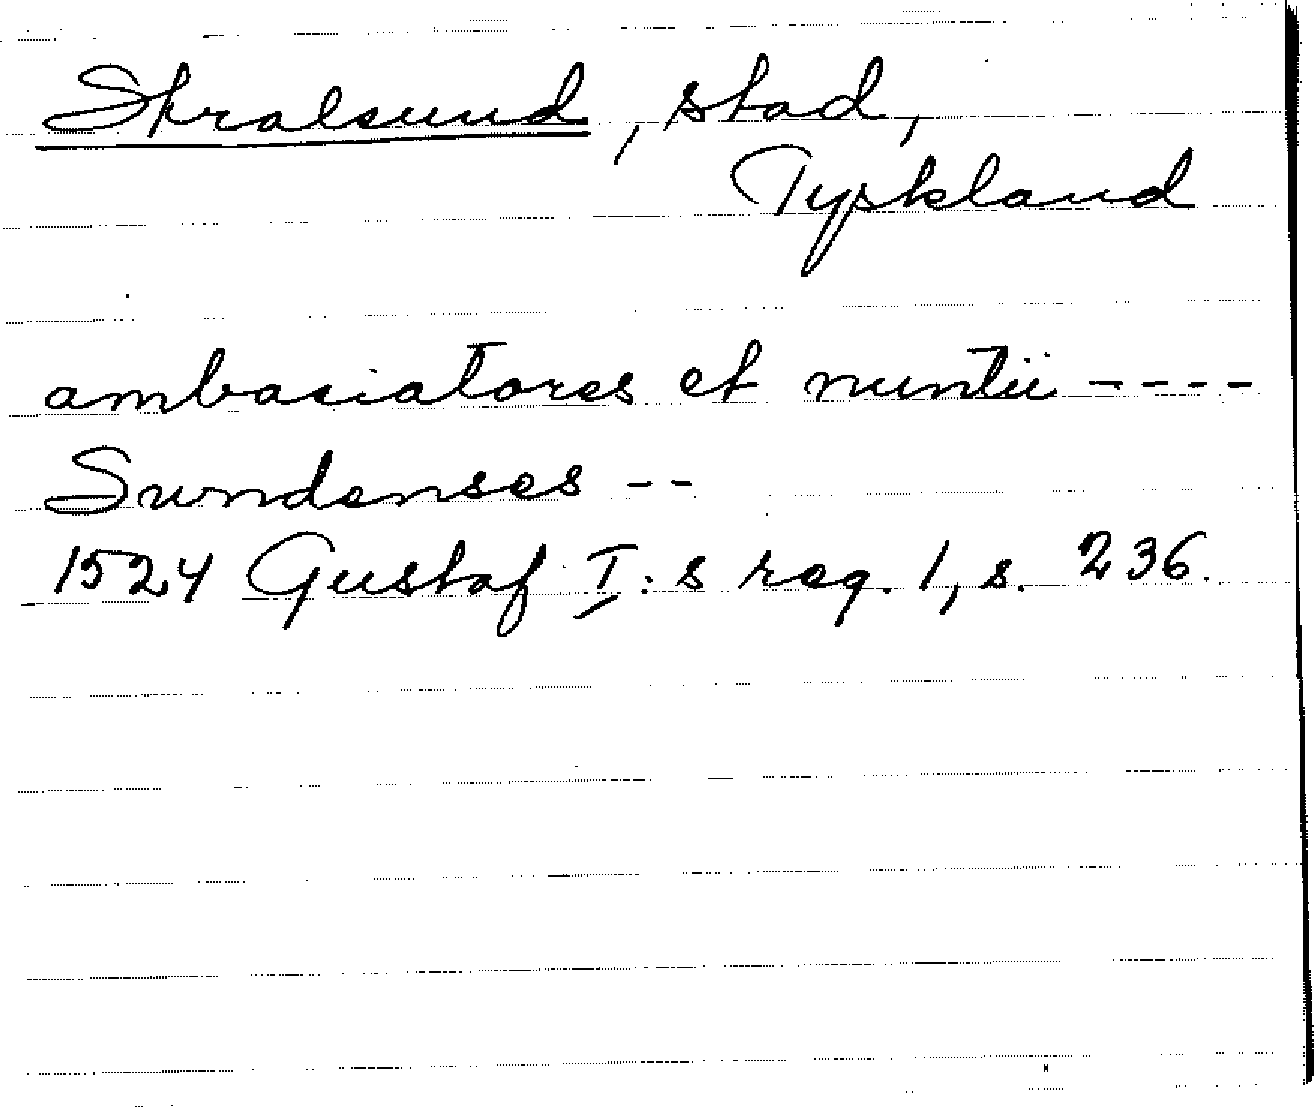 Stralsund, stad,
Tyskland
ambasiatores et nuntii ----
Sundenses --
1524 Gustaf I:s reg. 1, s. 236.